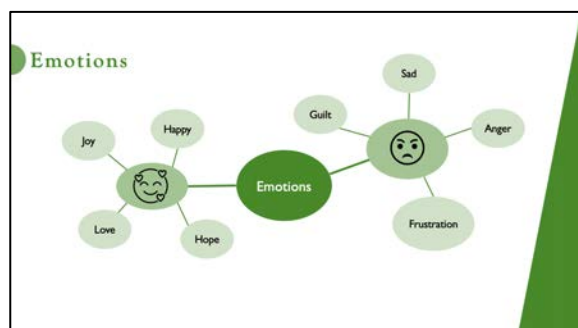 Emotions
Sad
Guilt
Anger
Happy
Joy
Emotions
Love
Hope
Frustration